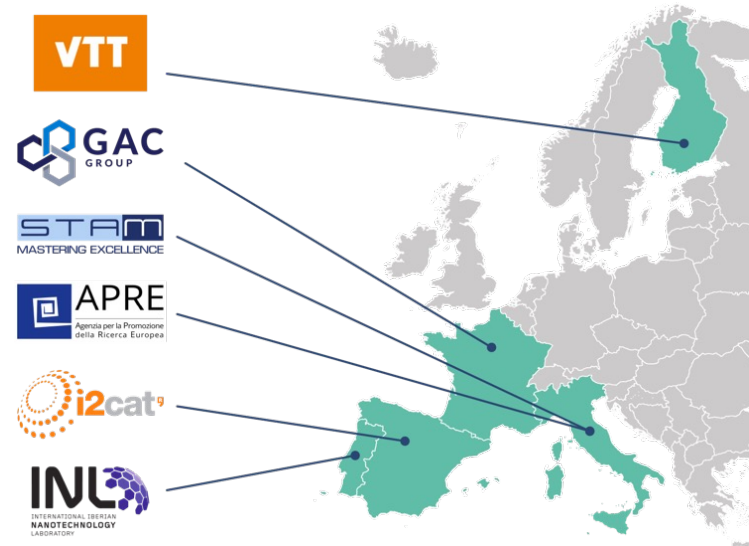 VTT
GAC
GROUP
STAM
MASTERING EXCELLENCE
APRE
Agenzia per la Promozione
della Ricerca Europea
i2cat
INL
INTERNATIONAL IBERIAN
NANOTECHNOLOGY
LABORATORY